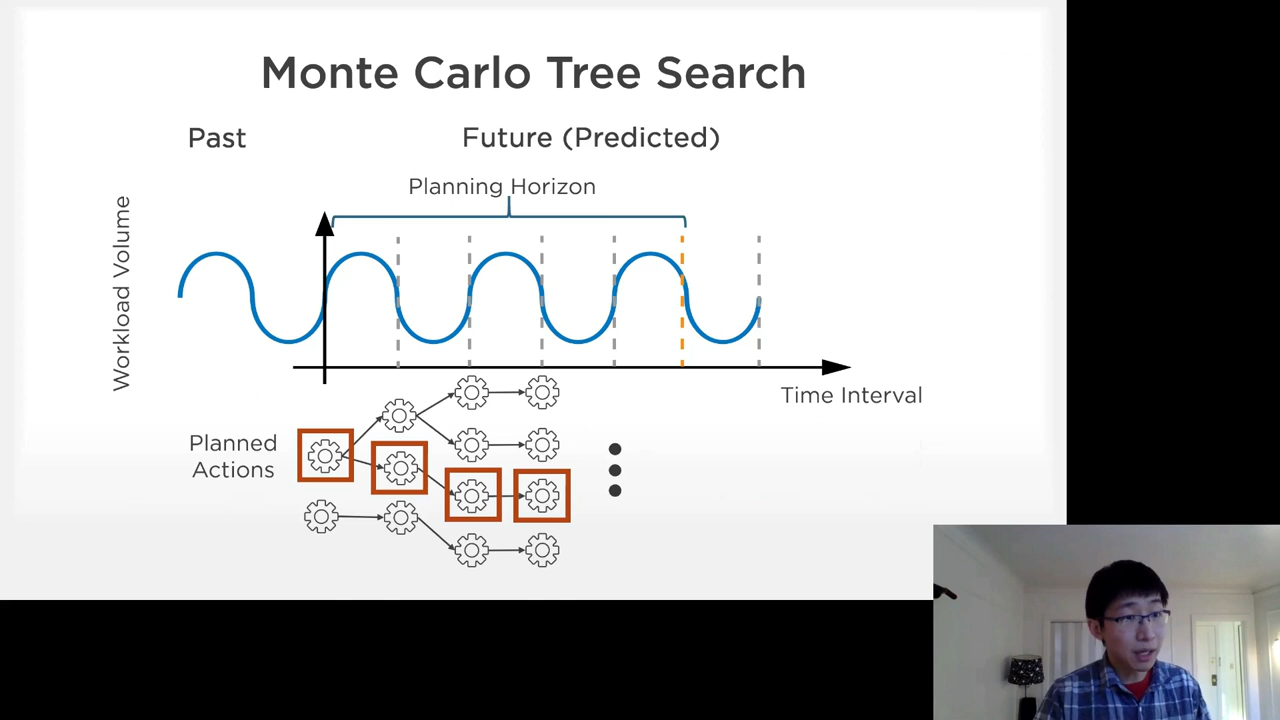 Monte Carlo Tree Search
Past
Future (Predicted)
Planning Horizon
Workload Volume
Time Interval
Planned
Actions